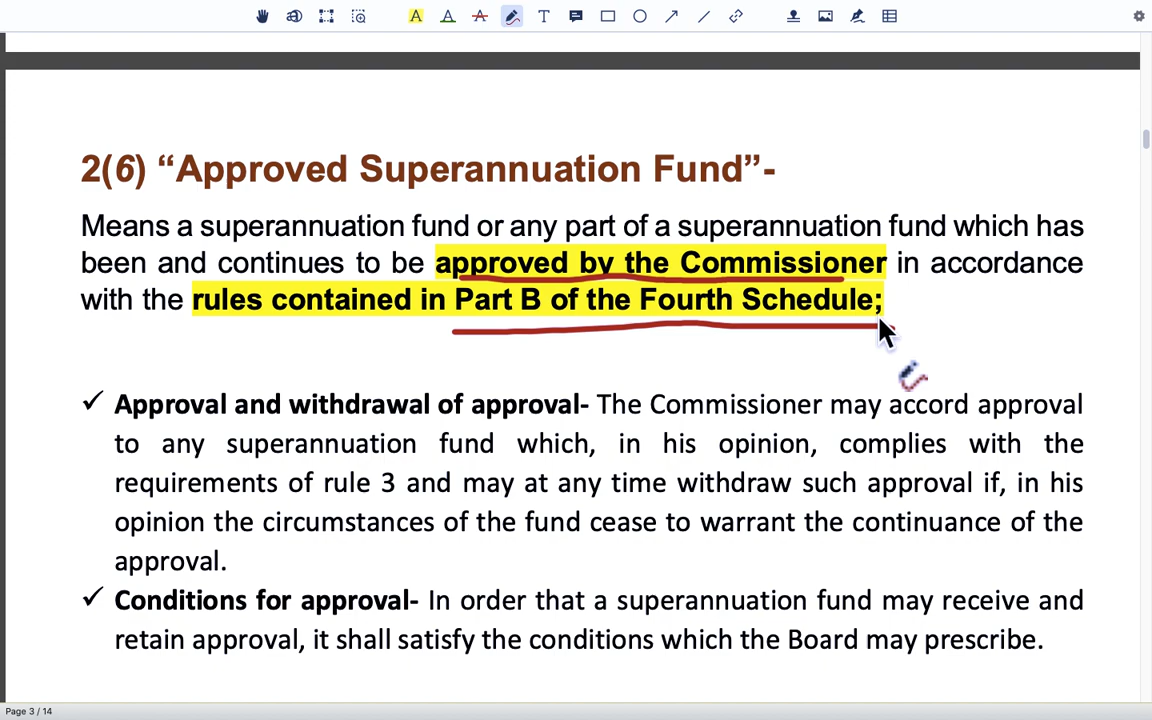 2(6) “Approved Superannuation Fund”-
Means a superannuation fund or any part of a superannuation fund which has
been and continues to be approved by the Commissioner in accordance
with the rules contained in Part B of the Fourth Schedule;
✓ Approval and withdrawal of approval- The Commissioner may accord approval
to any superannuation fund which, in his opinion, complies with the
requirements of rule 3 and may at any time withdraw such approval if, in his
opinion the circumstances of the fund cease to warrant the continuance of the
approval.
✓ Conditions for approval- In order that a superannuation fund may receive and
retain approval, it shall satisfy the conditions which the Board may prescribe.
Page 3 / 14